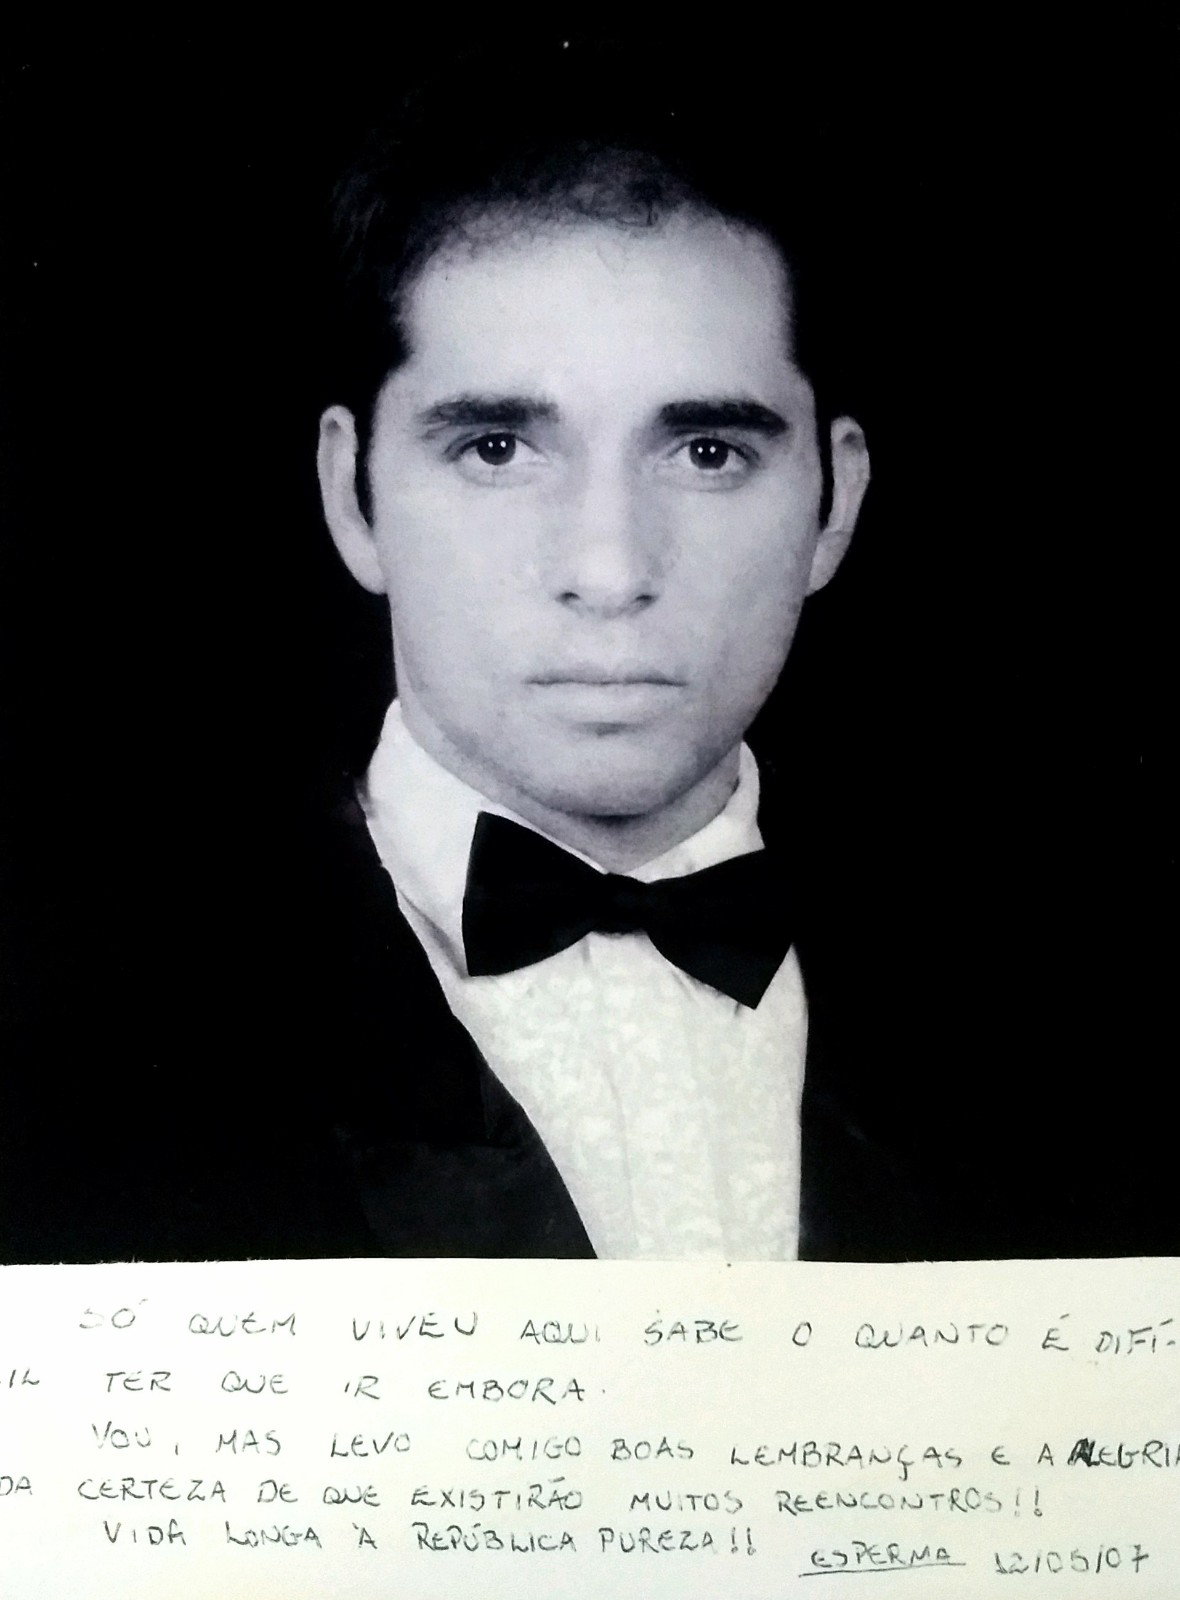 SÓ QUEM VIVEU AQUI SABE O QUANTO É DIFÍ-
CIL TER QUE IR EMBORA.
VOU, MAS LEVO COMIGO BOAS LEMBRANÇAS E A ALEGRIA
DA CERTEZA DE QUE EXISTIRÃO MUITOS REENCONTROS!!
VIDA LONGA À REPÚBLICA PUREZA!!
ESPERMA 12/05/07